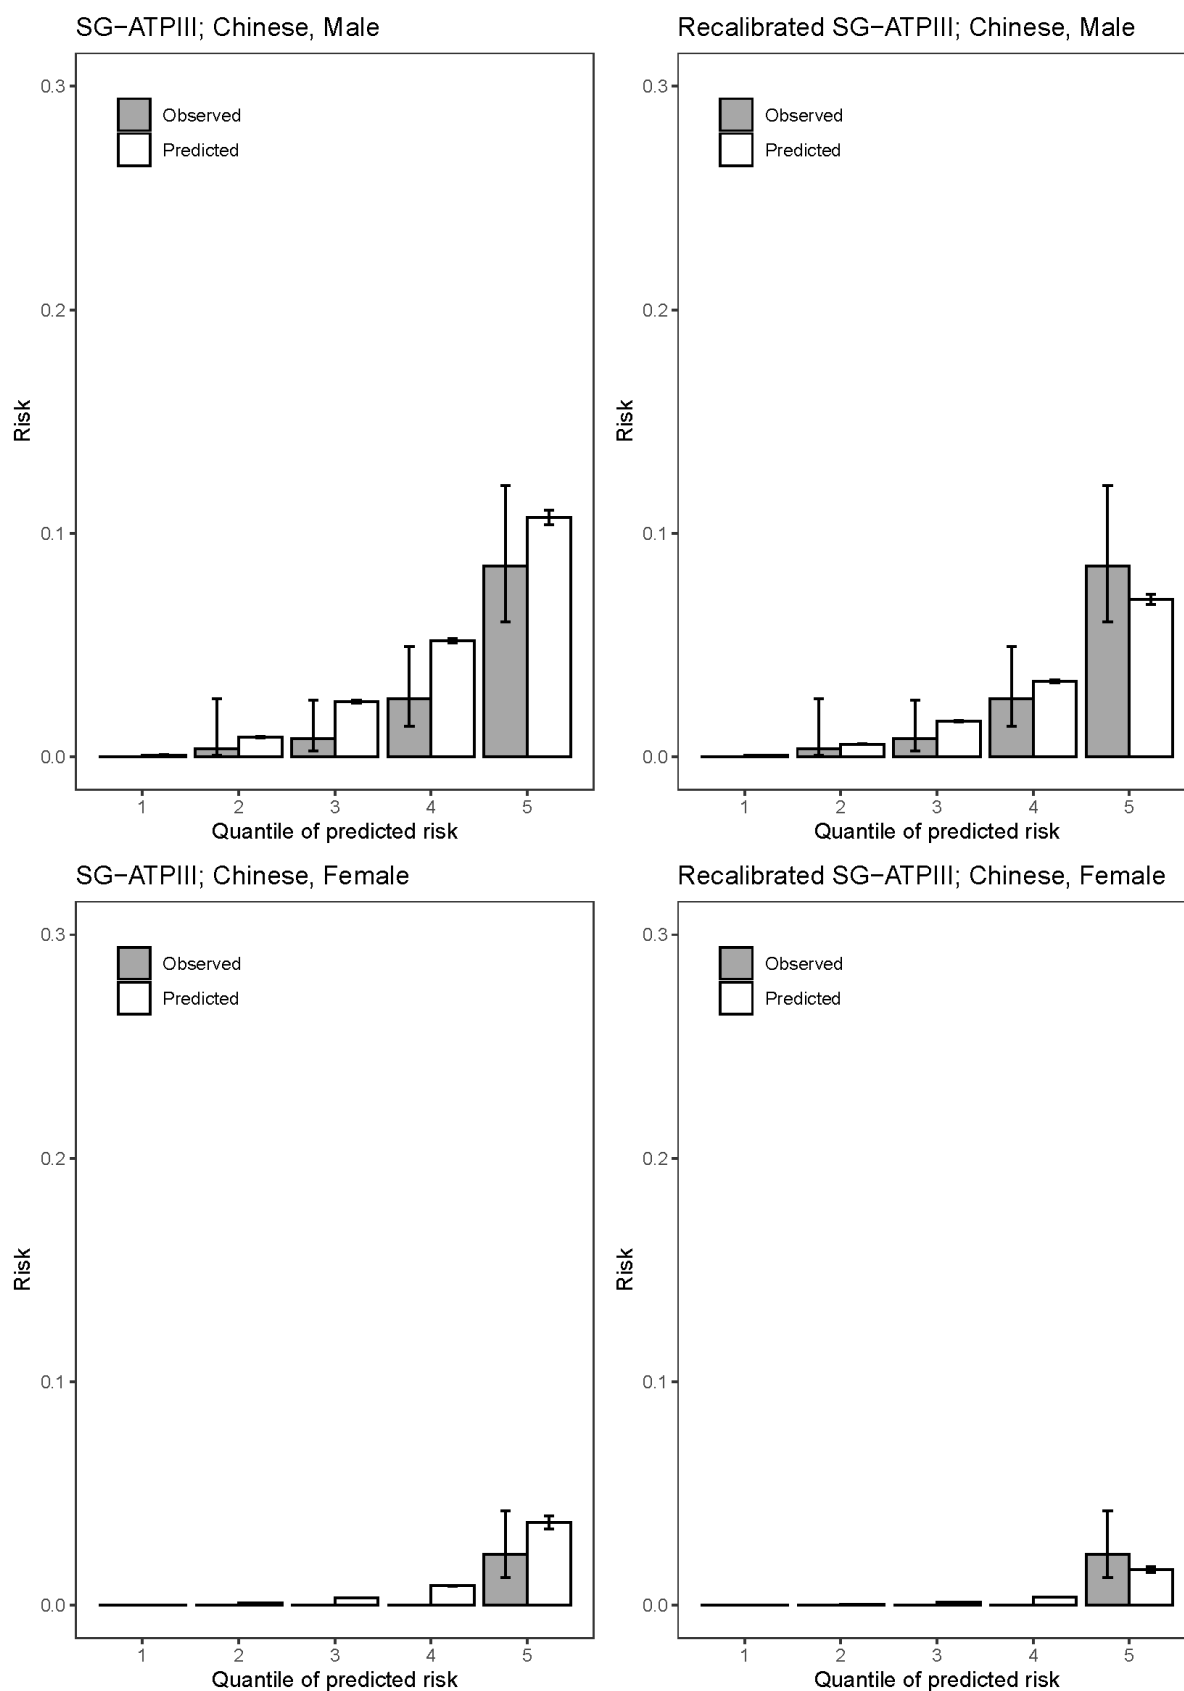 SG−ATPIII; Chinese, Male
0.3
Observed
Predicted
0.2
Risk
0.1
0.0
1 2 3 4 5
Quantile of predicted risk
Recalibrated SG−ATPIII; Chinese, Male
0.3
Observed
Predicted
0.2
Risk
0.1
0.0
1 2 3 4 5
Quantile of predicted risk
SG−ATPIII; Chinese, Female
0.3
Observed
Predicted
0.2
Risk
0.1
0.0
1 2 3 4 5
Quantile of predicted risk
Recalibrated SG−ATPIII; Chinese, Female
0.3
Observed
Predicted
0.2
Risk
0.1
0.0
1 2 3 4 5
Quantile of predicted risk